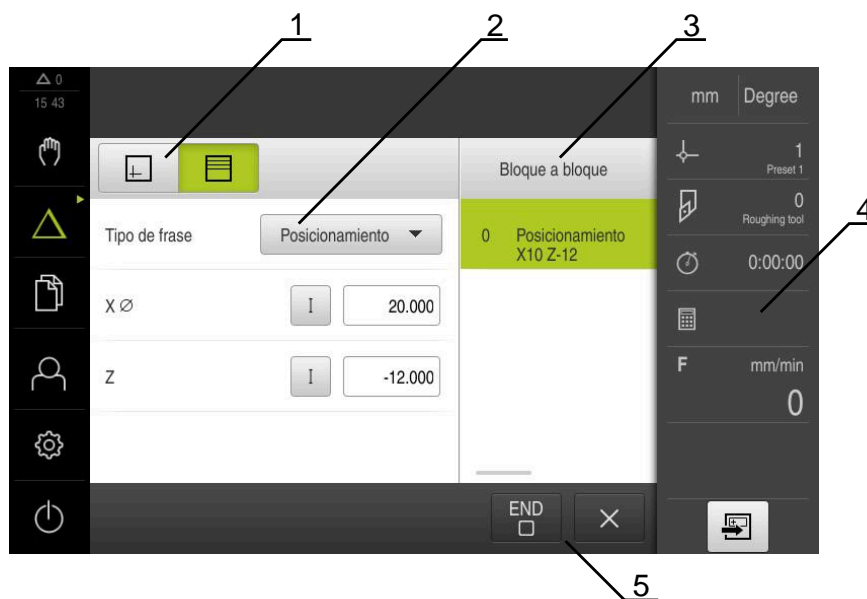 1 2 3
0
15 43
mm Degree
Bloque a bloque
1
Preset 1
0
Roughing tool
4
Tipo de frase Posicionamiento
0 Posicionamiento
X10 Z-12
0:00:00
X Ø I 20.000
Z I -12.000
F mm/min
0
END
5